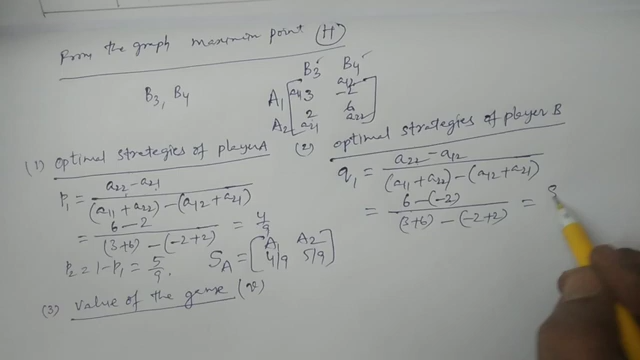 From the graph maximin point (H)
B3, B4
B3 B4
A1 a11 3 a12 -2
A2 2 a21 6 a22
(1) optimal strategies of player A
P1 = a22 - a21 / (a11 + a22) - (a12 + a21)
= 6 - 2 / (3+6) - (-2+2) = 4/9
P2 = 1 - P1 = 5/9. SA = [A1 A2 4/9 5/9]
(2) optimal strategies of player B
q1 = a22 - a12 / (a11 + a22) - (a12 + a21)
= 6 - (-2) / (3+6) - (-2+2) = 8
(3) value of the game (v)